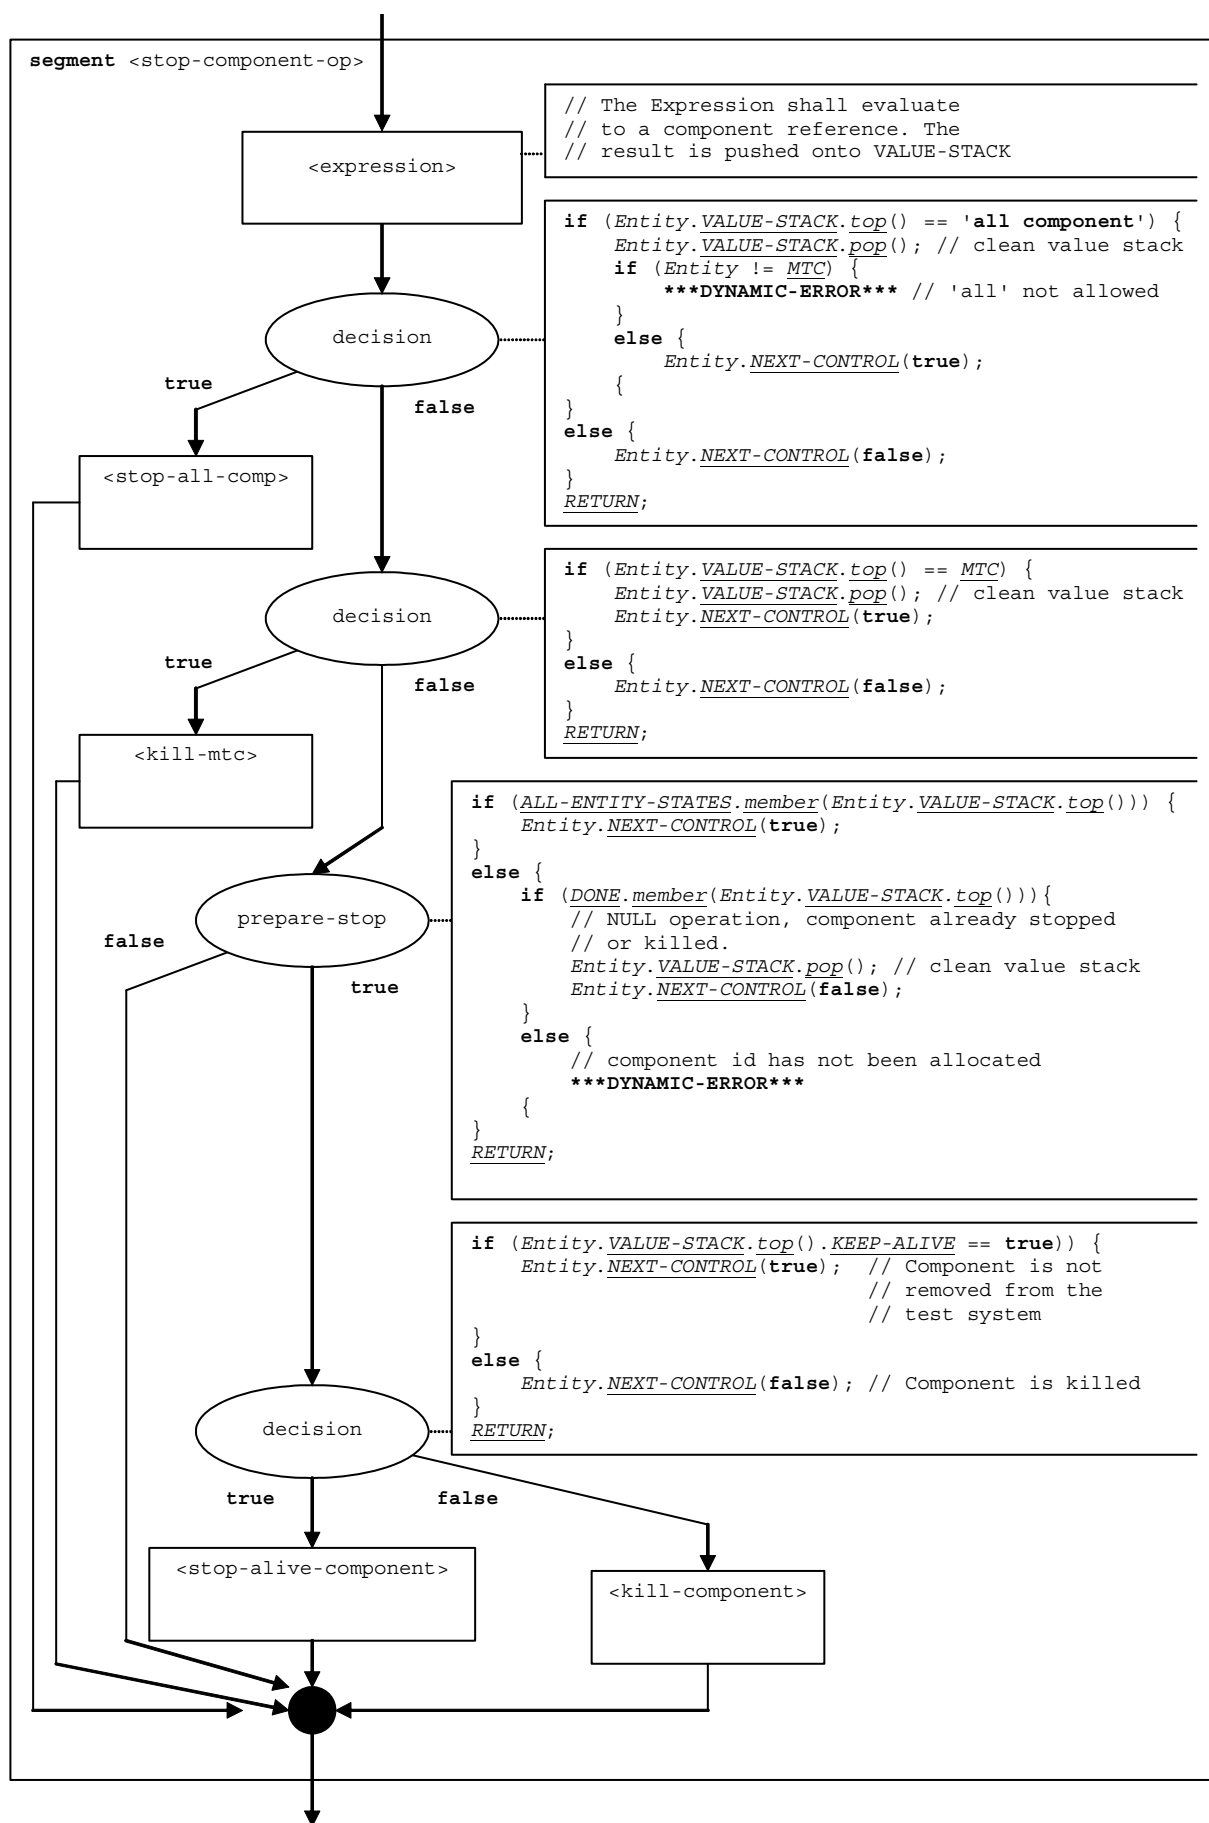 segment <stop-component-op>
// The Expression shall evaluate
// to a component reference. The
// result is pushed onto VALUE-STACK
<expression>
if (Entity.VALUE-STACK.top() == 'all component') {
Entity.VALUE-STACK.pop(); // clean value stack
if (Entity != MTC) {
***DYNAMIC-ERROR*** // 'all' not allowed
}
else {
Entity.NEXT-CONTROL(true);
{
}
else {
Entity.NEXT-CONTROL(false);
}
RETURN;
decision
true
false
<stop-all-comp>
if (Entity.VALUE-STACK.top() == MTC) {
Entity.VALUE-STACK.pop(); // clean value stack
Entity.NEXT-CONTROL(true);
}
else {
Entity.NEXT-CONTROL(false);
}
RETURN;
decision
true
false
<kill-mtc>
if (ALL-ENTITY-STATES.member(Entity.VALUE-STACK.top())) {
Entity.NEXT-CONTROL(true);
}
else {
if (DONE.member(Entity.VALUE-STACK.top())){
// NULL operation, component already stopped
// or killed.
Entity.VALUE-STACK.pop(); // clean value stack
Entity.NEXT-CONTROL(false);
}
else {
// component id has not been allocated
***DYNAMIC-ERROR***
{
}
RETURN;
prepare-stop
false
true
if (Entity.VALUE-STACK.top().KEEP-ALIVE == true)) {
Entity.NEXT-CONTROL(true); // Component is not
// removed from the
// test system
}
else {
Entity.NEXT-CONTROL(false); // Component is killed
}
RETURN;
decision
true
false
<stop-alive-component>
<kill-component>